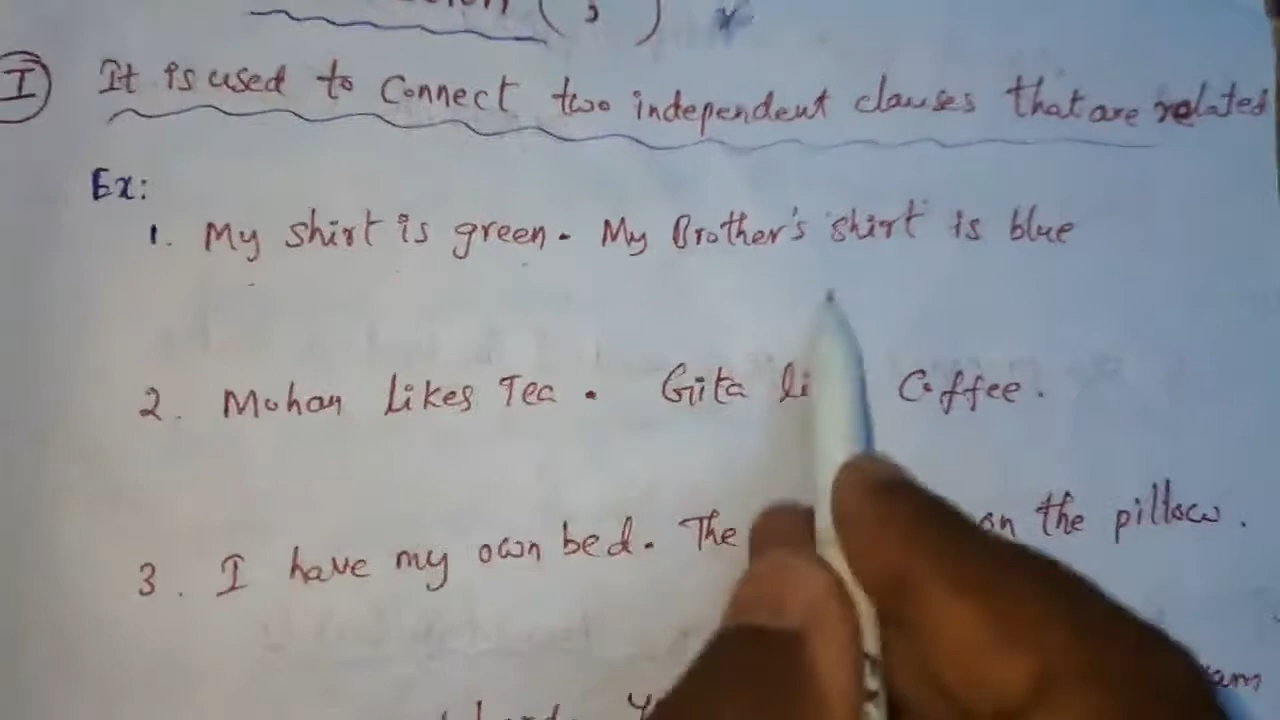 ( ; )
I It is used to Connect two independent clauses that are related
Ex:
1. My shirt is green. My Brother's shirt is blue
2. Mohan likes Tea. Gita li Coffee.
3. I have my own bed. The on the pillow.